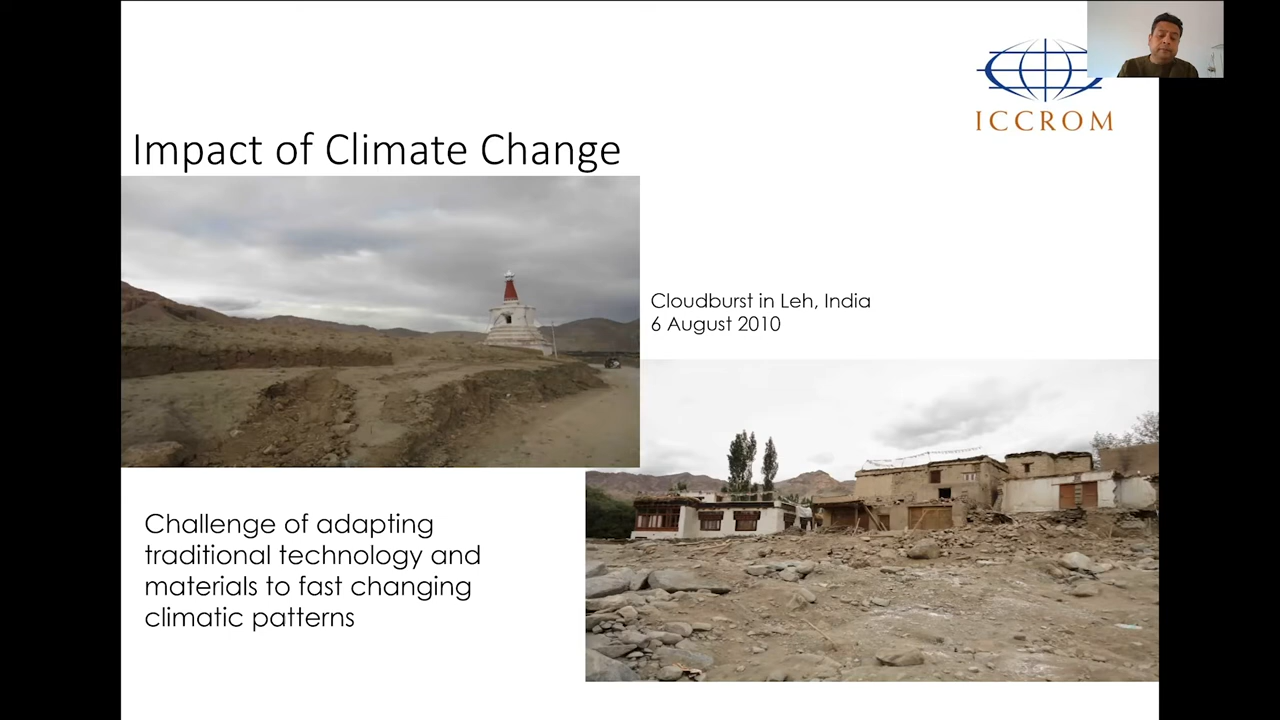 ICCROM
Impact of Climate Change
Cloudburst in Leh, India
6 August 2010
Challenge of adapting
traditional technology and
materials to fast changing
climatic patterns